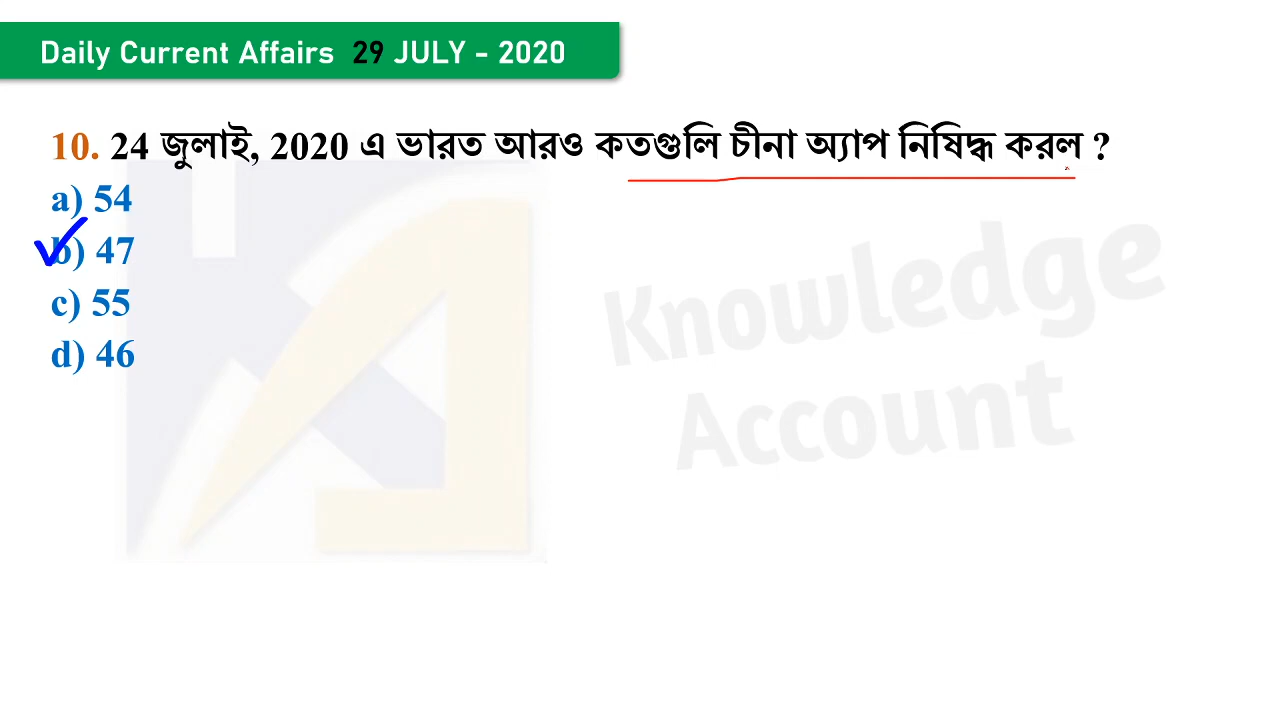 Daily Current Affairs 29 JULY - 2020
10. 24 জুলাই, 2020 এ ভারত আরও কতগুলি চীনা অ্যাপ নিষিদ্ধ করল ?
a) 54
b) 47
c) 55
d) 46
Knowledge
Account